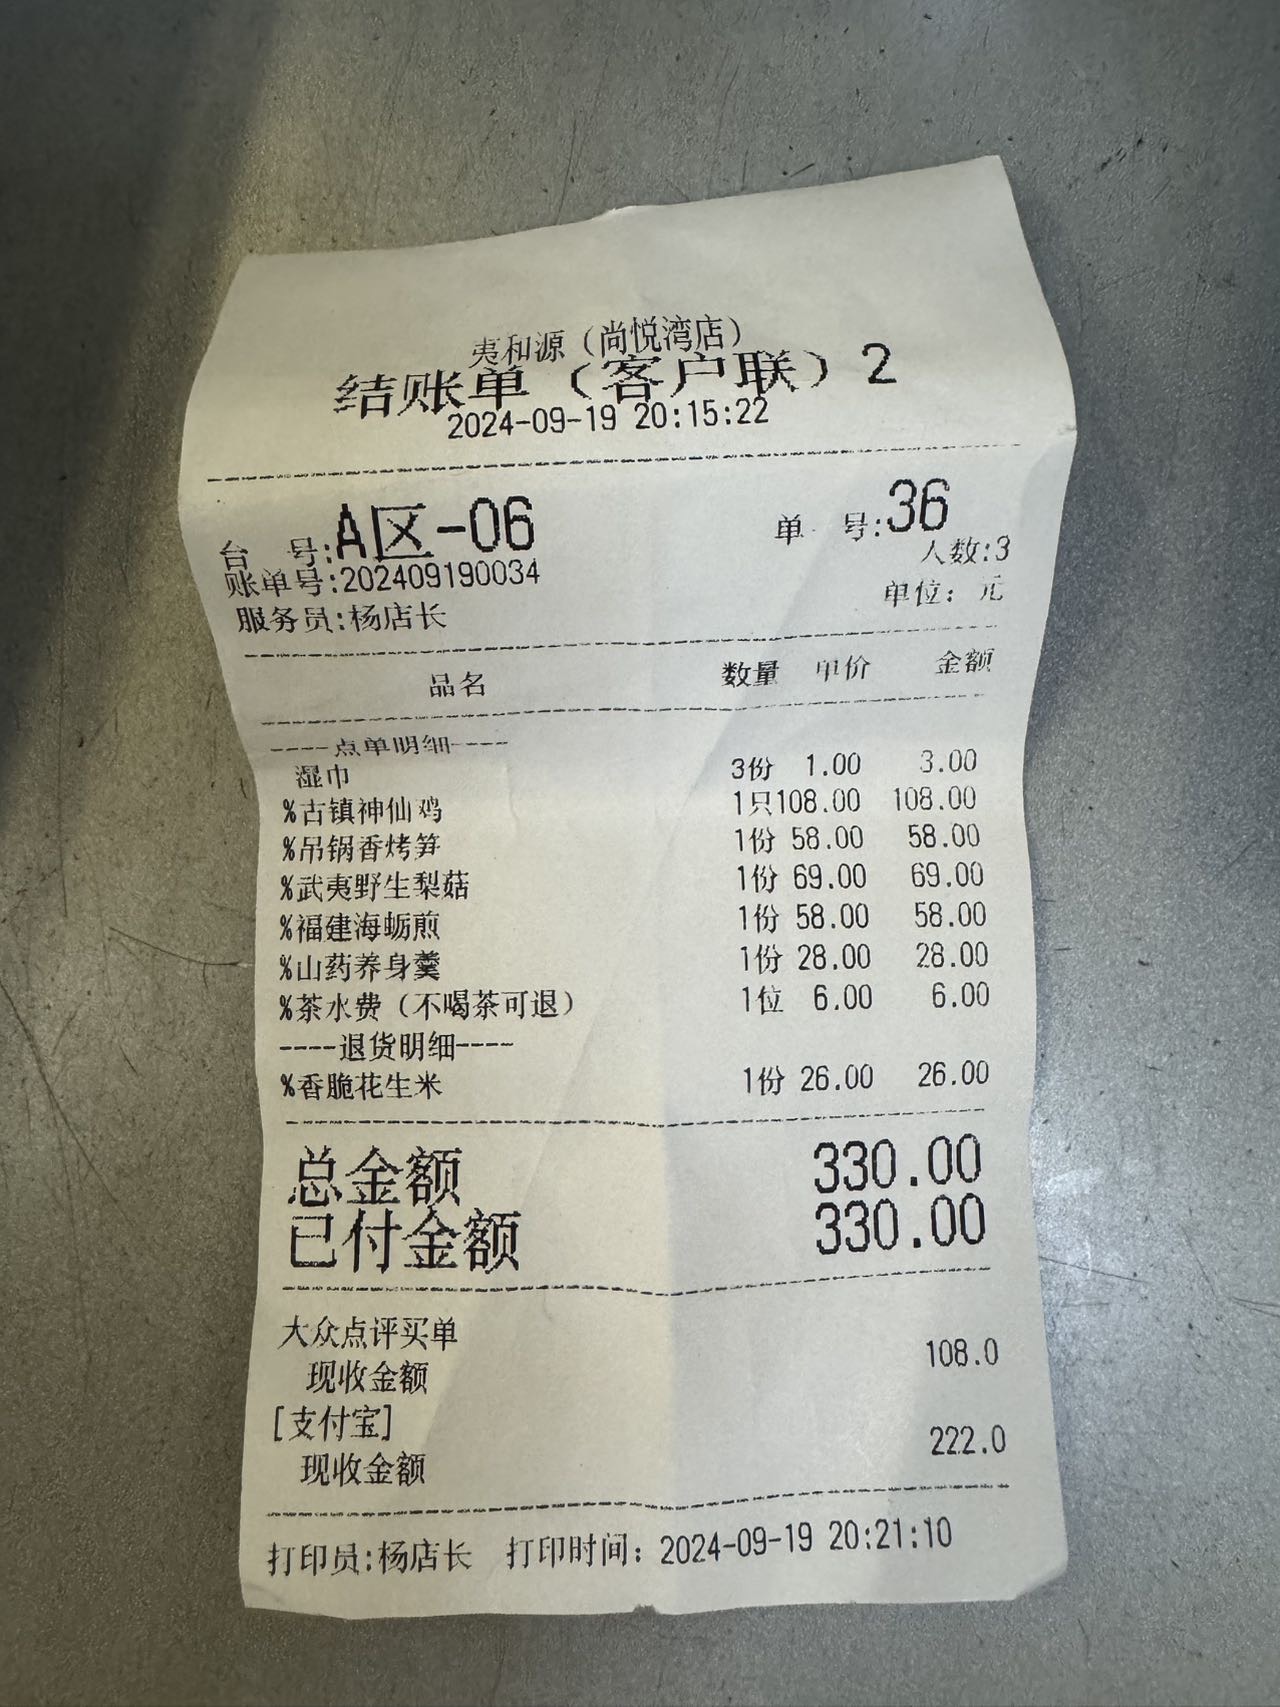 夷和源（尚悦湾店）
结账单（客户联）2
2024-09-19 20:15:22
台 号:A区-06 单 号:36
人数:3
账单号:202409190034
单位: 元
服务员:杨店长
品名 数量 单价 金额
----点单明细----
湿巾 3份 1.00 3.00
%古镇神仙鸡 1只108.00 108.00
%吊锅香烤笋 1份 58.00 58.00
%武夷野生梨菇 1份 69.00 69.00
%福建海蛎煎 1份 58.00 58.00
%山药养身羹 1份 28.00 28.00
%茶水费（不喝茶可退） 1位 6.00 6.00
----退货明细----
%香脆花生米 1份 26.00 26.00
总金额 330.00
已付金额 330.00
大众点评买单
现收金额 108.0
[支付宝]
现收金额 222.0
打印员:杨店长 打印时间: 2024-09-19 20:21:10